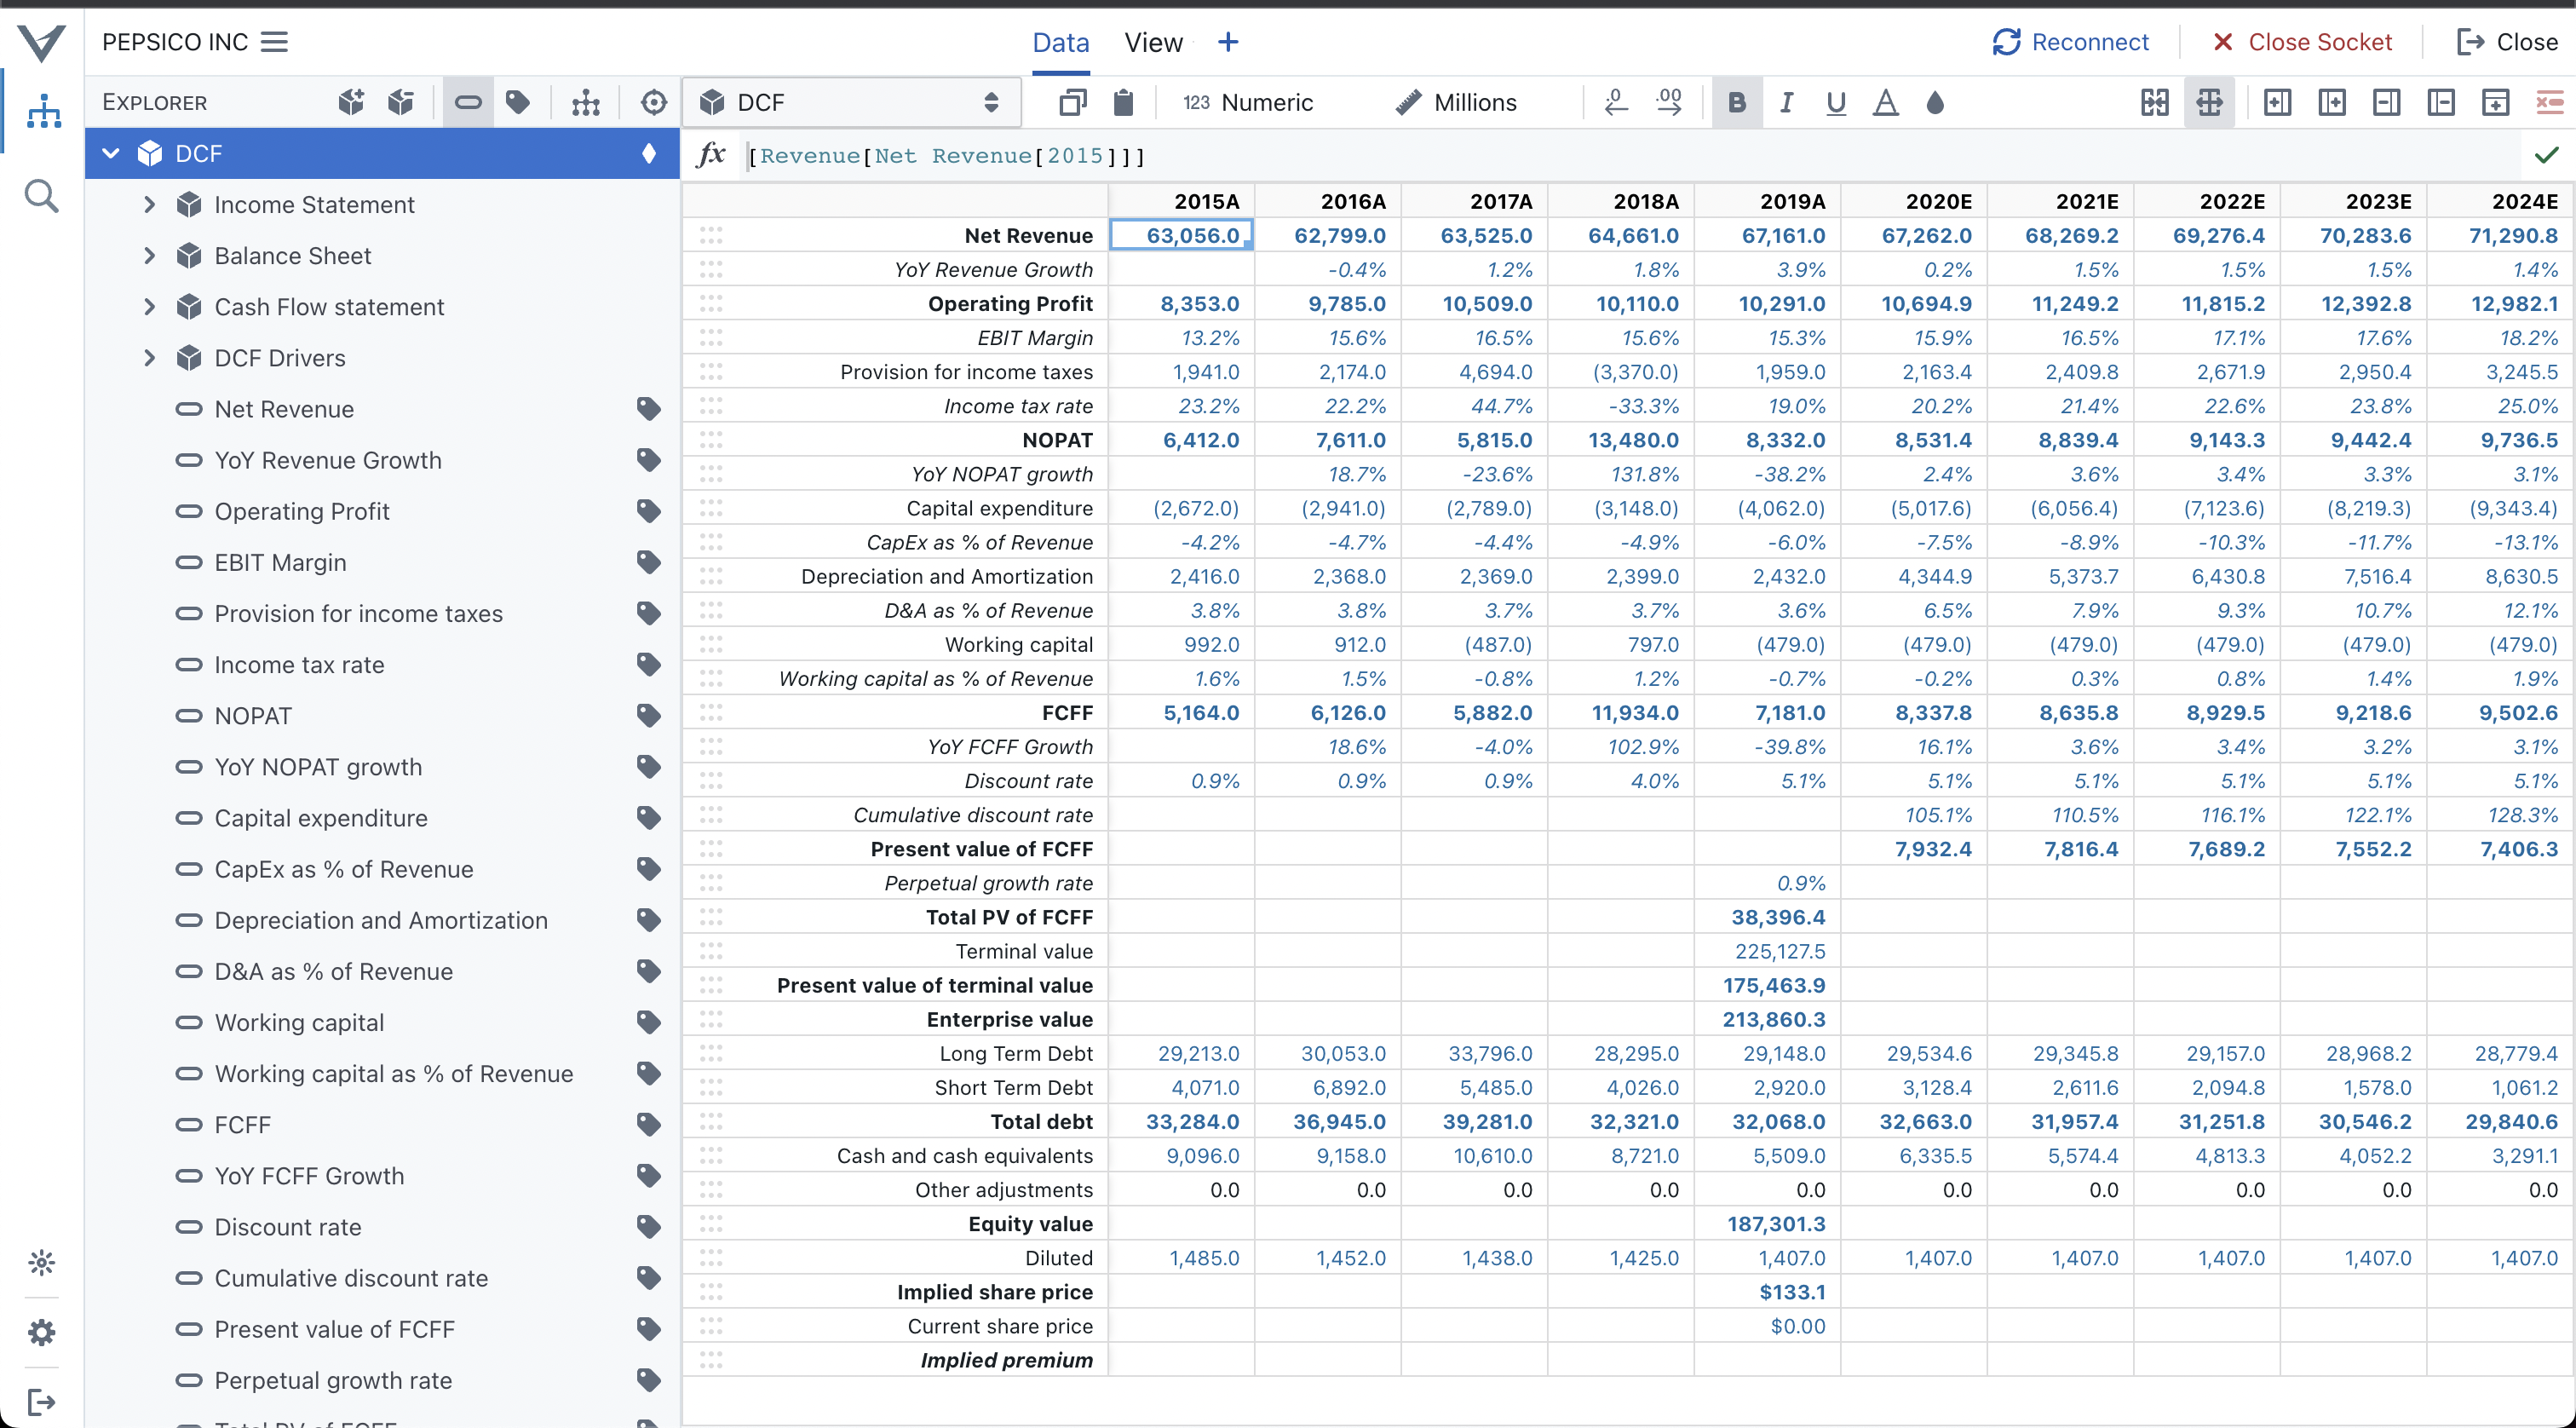 PEPSICO INC
Data View +
Reconnect Close Socket Close
EXPLORER
DCF
123 Numeric Millions .0 .00 B I U A
DCF
Income Statement
Balance Sheet
Cash Flow statement
DCF Drivers
Net Revenue
YoY Revenue Growth
Operating Profit
EBIT Margin
Provision for income taxes
Income tax rate
NOPAT
YoY NOPAT growth
Capital expenditure
CapEx as % of Revenue
Depreciation and Amortization
D&A as % of Revenue
Working capital
Working capital as % of Revenue
FCFF
YoY FCFF Growth
Discount rate
Cumulative discount rate
Present value of FCFF
Perpetual growth rate
Total PV of FCFF
fx [Revenue[Net Revenue[2015]]]
2015A 2016A 2017A 2018A 2019A 2020E 2021E 2022E 2023E 2024E
Net Revenue 63,056.0 62,799.0 63,525.0 64,661.0 67,161.0 67,262.0 68,269.2 69,276.4 70,283.6 71,290.8
YoY Revenue Growth -0.4% 1.2% 1.8% 3.9% 0.2% 1.5% 1.5% 1.5% 1.4%
Operating Profit 8,353.0 9,785.0 10,509.0 10,110.0 10,291.0 10,694.9 11,249.2 11,815.2 12,392.8 12,982.1
EBIT Margin 13.2% 15.6% 16.5% 15.6% 15.3% 15.9% 16.5% 17.1% 17.6% 18.2%
Provision for income taxes 1,941.0 2,174.0 4,694.0 (3,370.0) 1,959.0 2,163.4 2,409.8 2,671.9 2,950.4 3,245.5
Income tax rate 23.2% 22.2% 44.7% -33.3% 19.0% 20.2% 21.4% 22.6% 23.8% 25.0%
NOPAT 6,412.0 7,611.0 5,815.0 13,480.0 8,332.0 8,531.4 8,839.4 9,143.3 9,442.4 9,736.5
YoY NOPAT growth 18.7% -23.6% 131.8% -38.2% 2.4% 3.6% 3.4% 3.3% 3.1%
Capital expenditure (2,672.0) (2,941.0) (2,789.0) (3,148.0) (4,062.0) (5,017.6) (6,056.4) (7,123.6) (8,219.3) (9,343.4)
CapEx as % of Revenue -4.2% -4.7% -4.4% -4.9% -6.0% -7.5% -8.9% -10.3% -11.7% -13.1%
Depreciation and Amortization 2,416.0 2,368.0 2,369.0 2,399.0 2,432.0 4,344.9 5,373.7 6,430.8 7,516.4 8,630.5
D&A as % of Revenue 3.8% 3.8% 3.7% 3.7% 3.6% 6.5% 7.9% 9.3% 10.7% 12.1%
Working capital 992.0 912.0 (487.0) 797.0 (479.0) (479.0) (479.0) (479.0) (479.0) (479.0)
Working capital as % of Revenue 1.6% 1.5% -0.8% 1.2% -0.7% -0.2% 0.3% 0.8% 1.4% 1.9%
FCFF 5,164.0 6,126.0 5,882.0 11,934.0 7,181.0 8,337.8 8,635.8 8,929.5 9,218.6 9,502.6
YoY FCFF Growth 18.6% -4.0% 102.9% -39.8% 16.1% 3.6% 3.4% 3.2% 3.1%
Discount rate 0.9% 0.9% 0.9% 4.0% 5.1% 5.1% 5.1% 5.1% 5.1% 5.1%
Cumulative discount rate 105.1% 110.5% 116.1% 122.1% 128.3%
Present value of FCFF 7,932.4 7,816.4 7,689.2 7,552.2 7,406.3
Perpetual growth rate 0.9%
Total PV of FCFF 38,396.4
Terminal value 225,127.5
Present value of terminal value 175,463.9
Enterprise value 213,860.3
Long Term Debt 29,213.0 30,053.0 33,796.0 28,295.0 29,148.0 29,534.6 29,345.8 29,157.0 28,968.2 28,779.4
Short Term Debt 4,071.0 6,892.0 5,485.0 4,026.0 2,920.0 3,128.4 2,611.6 2,094.8 1,578.0 1,061.2
Total debt 33,284.0 36,945.0 39,281.0 32,321.0 32,068.0 32,663.0 31,957.4 31,251.8 30,546.2 29,840.6
Cash and cash equivalents 9,096.0 9,158.0 10,610.0 8,721.0 5,509.0 6,335.5 5,574.4 4,813.3 4,052.2 3,291.1
Other adjustments 0.0 0.0 0.0 0.0 0.0 0.0 0.0 0.0 0.0 0.0
Equity value 187,301.3
Diluted 1,485.0 1,452.0 1,438.0 1,425.0 1,407.0 1,407.0 1,407.0 1,407.0 1,407.0 1,407.0
Implied share price $133.1
Current share price $0.00
Implied premium